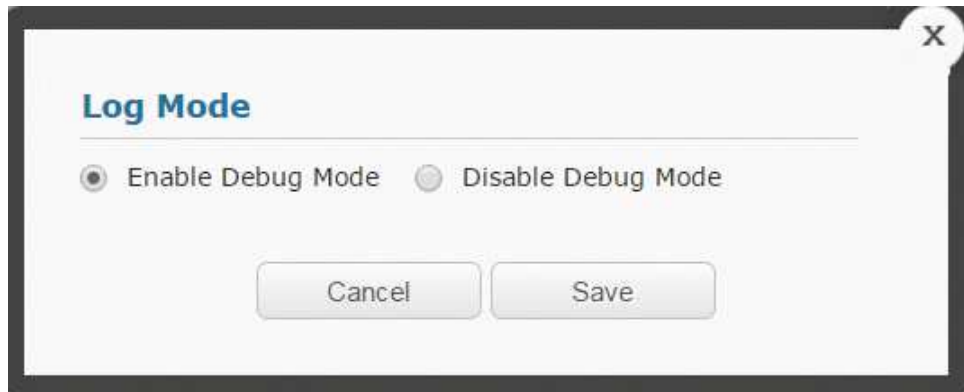 X
Log Mode
Enable Debug Mode Disable Debug Mode
Cancel Save